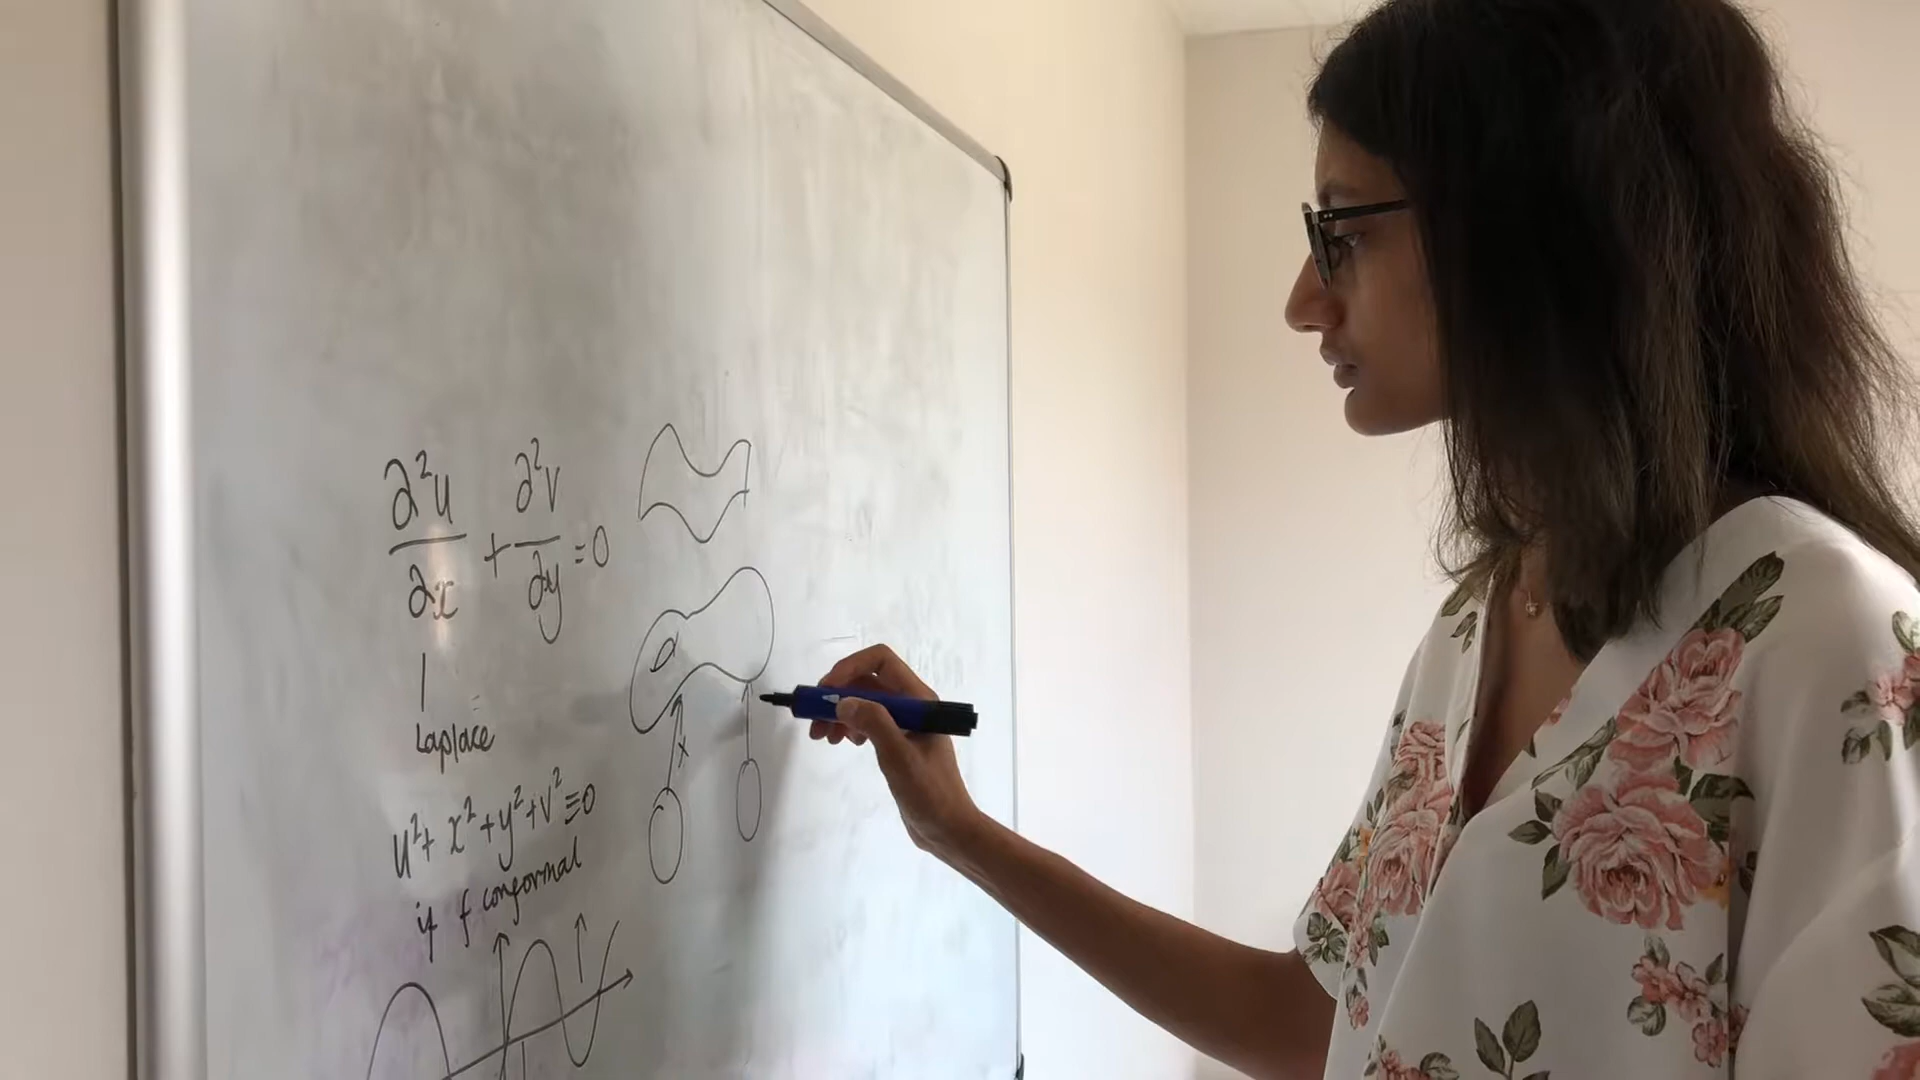 ∂²u/∂x + ∂²v/∂y = 0
Laplace
u² + x² + y² + v² ≡ 0
if f conformal
x